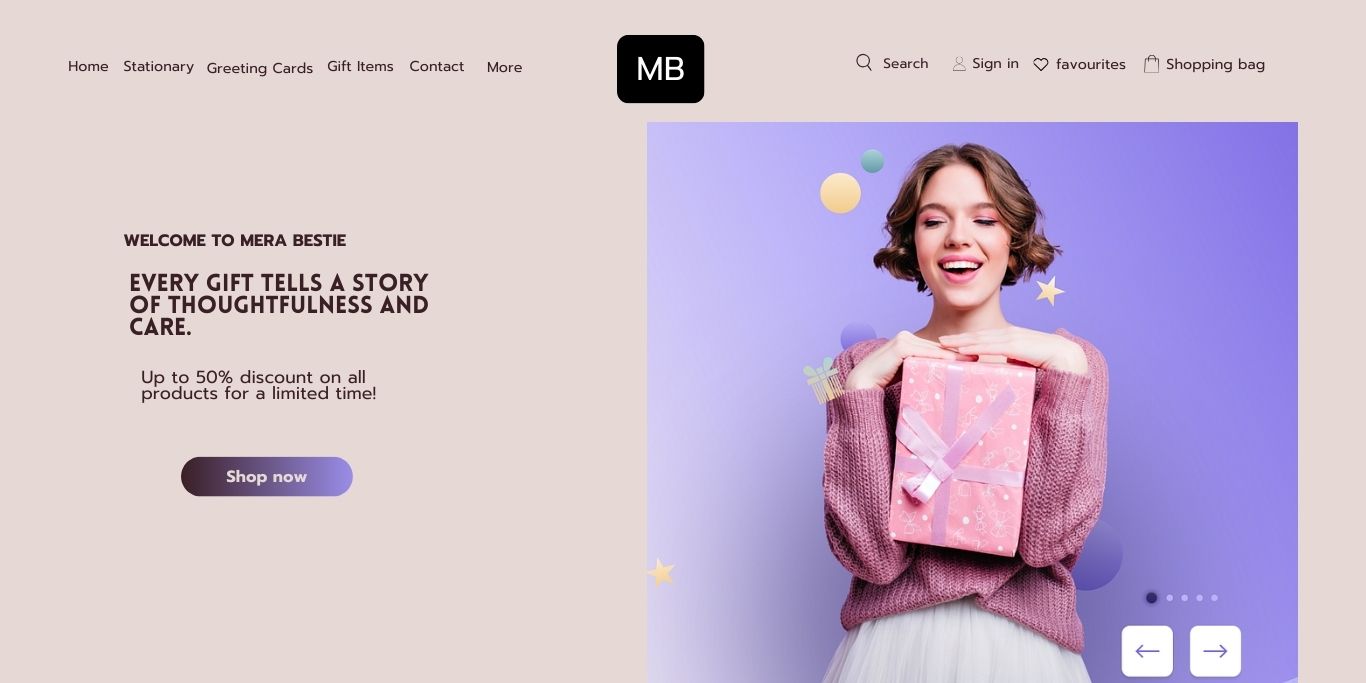 Home Stationary Greeting Cards Gift Items Contact More MB Search Sign in favourites Shopping bag
WELCOME TO MERA BESTIE
EVERY GIFT TELLS A STORY
OF THOUGHTFULNESS AND
CARE.
Up to 50% discount on all
products for a limited time!
Shop now